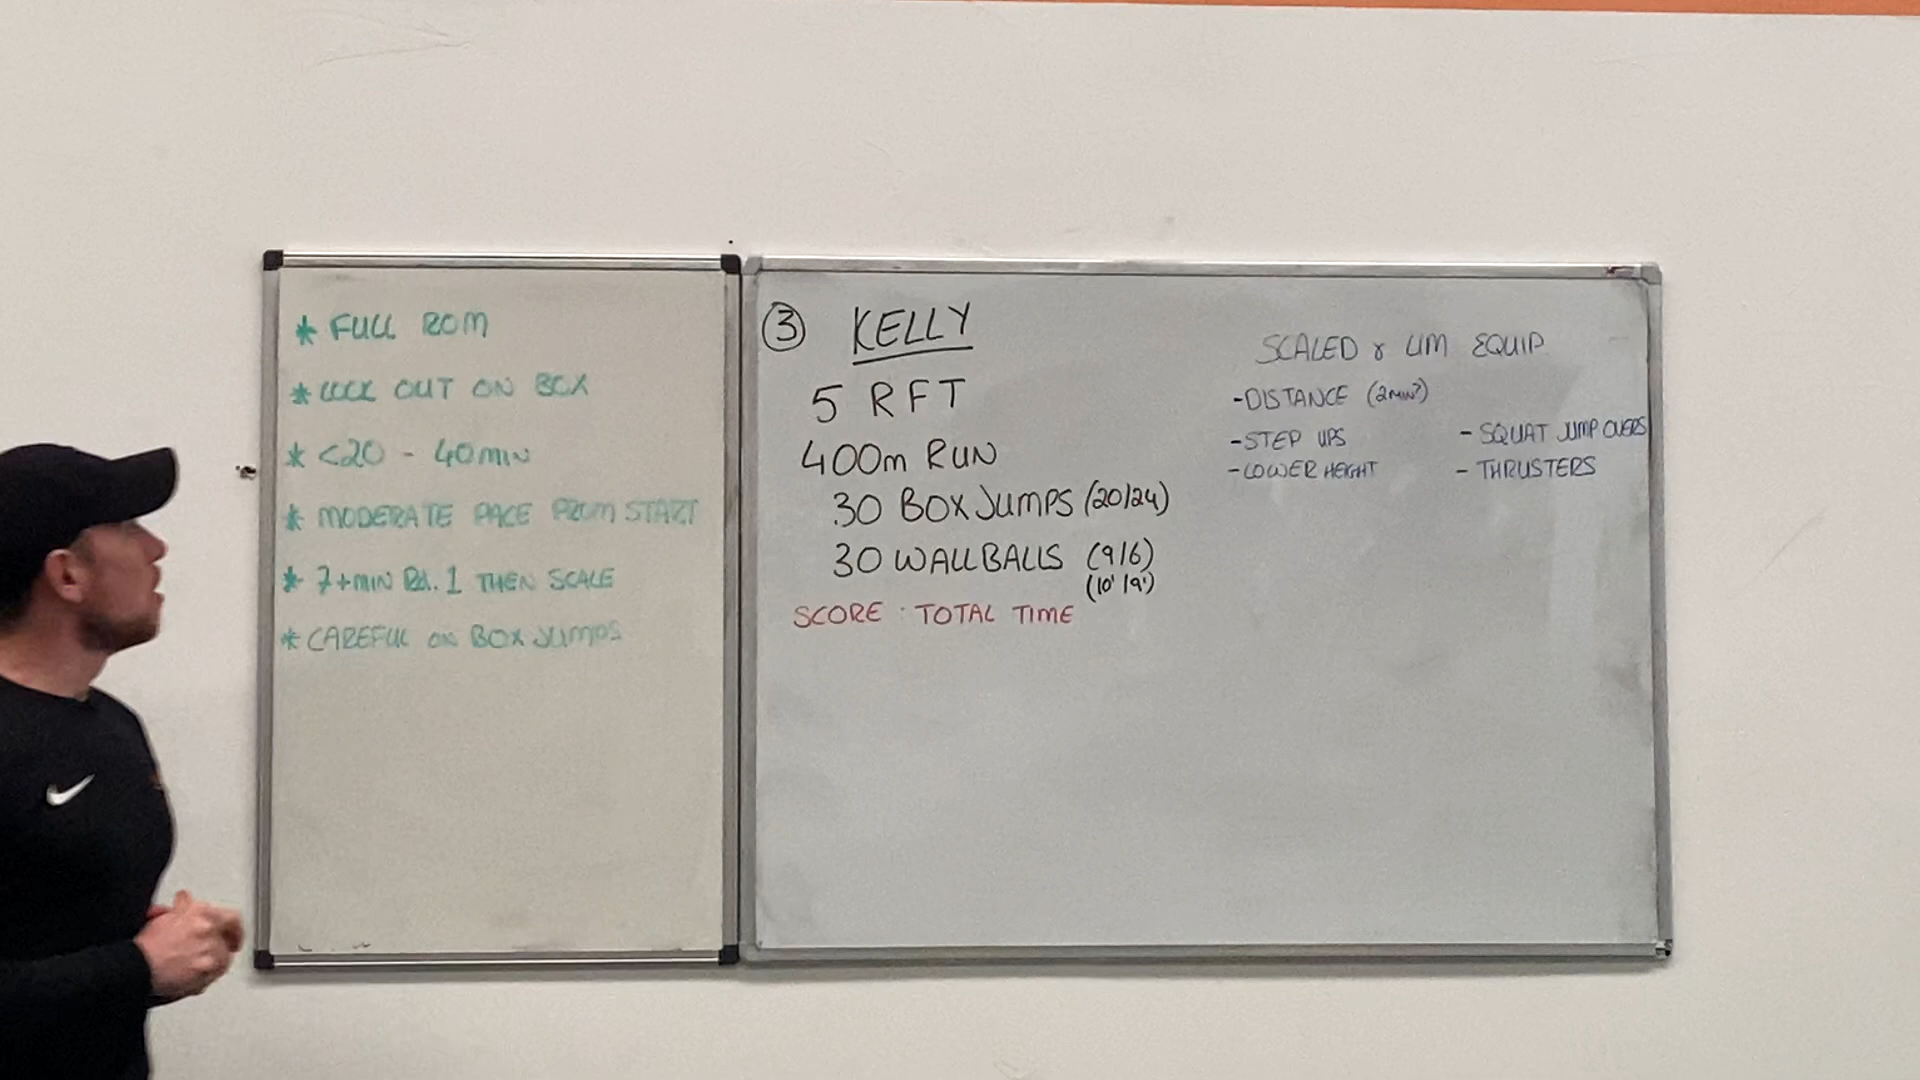 * FULL ROM
* LOCK OUT ON BOX
* <20 - 40MIN
* MODERATE PACE FROM START
* 7+MIN Rd. 1 THEN SCALE
* CAREFUL ON BOX JUMPS
③ KELLY
5 RFT
400m RUN
30 BOX JUMPS (20/24)
30 WALLBALLS (9/6)
(10'/9')
SCORE : TOTAL TIME
SCALED & LIM EQUIP
-DISTANCE (2MIN?)
-STEP UPS
-LOWER HEIGHT
- SQUAT JUMP OVERS
- THRUSTERS